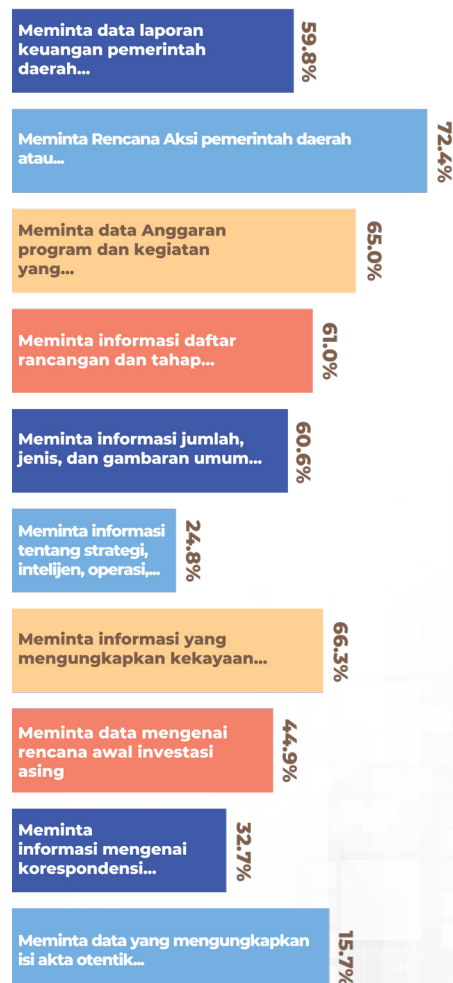 Meminta data laporan
keuangan pemerintah
daerah...
59.8%
Meminta Rencana Aksi pemerintah daerah
atau...
72.4%
Meminta data Anggaran
program dan kegiatan
yang...
65.0%
Meminta informasi daftar
rancangan dan tahap...
61.0%
Meminta informasi jumlah,
jenis, dan gambaran umum...
60.6%
Meminta informasi
tentang strategi,
intelijen, operasi,...
24.8%
Meminta informasi yang
mengungkapkan kekayaan...
66.3%
Meminta data mengenai
rencana awal investasi
asing
44.9%
Meminta
informasi mengenai
korespondensi...
32.7%
Meminta data yang mengungkapkan
isi akta otentik...
15.7%